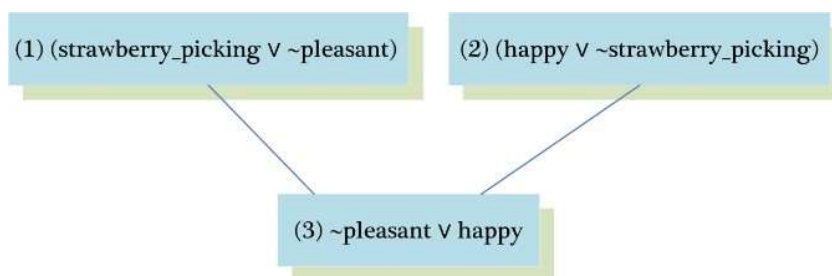 (1) (strawberry_picking ∨ ~pleasant)
(2) (happy ∨ ~strawberry_picking)
(3) ~pleasant ∨ happy